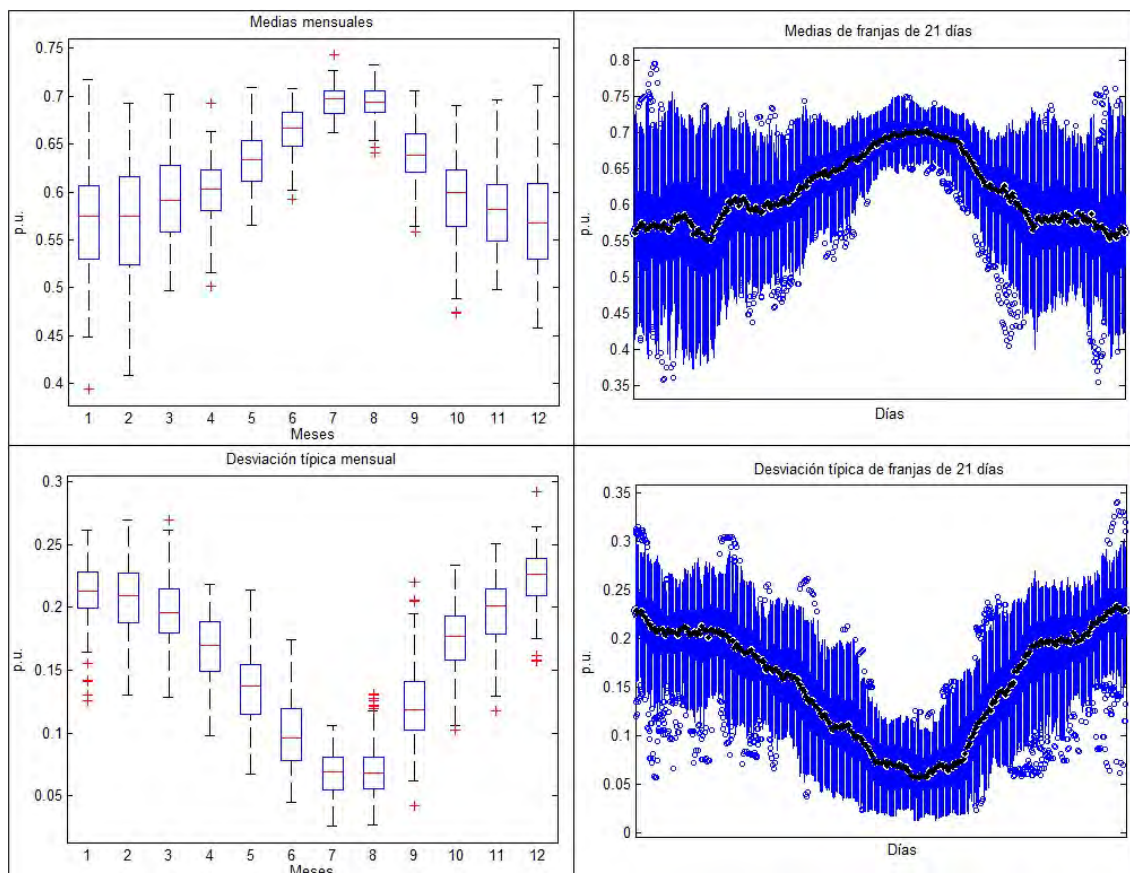 Medias mensuales
0.75
0.7
0.65
0.6
0.55
0.5
0.45
0.4
p.u.
1 2 3 4 5 6 7 8 9 10 11 12
Meses
Medias de franjas de 21 días
0.8
0.75
0.7
0.65
0.6
0.55
0.5
0.45
0.4
0.35
p.u.
Días
Desviación típica mensual
0.3
0.25
0.2
0.15
0.1
0.05
p.u.
1 2 3 4 5 6 7 8 9 10 11 12
Meses
Desviación típica de franjas de 21 días
0.35
0.3
0.25
0.2
0.15
0.1
0.05
0
p.u.
Días